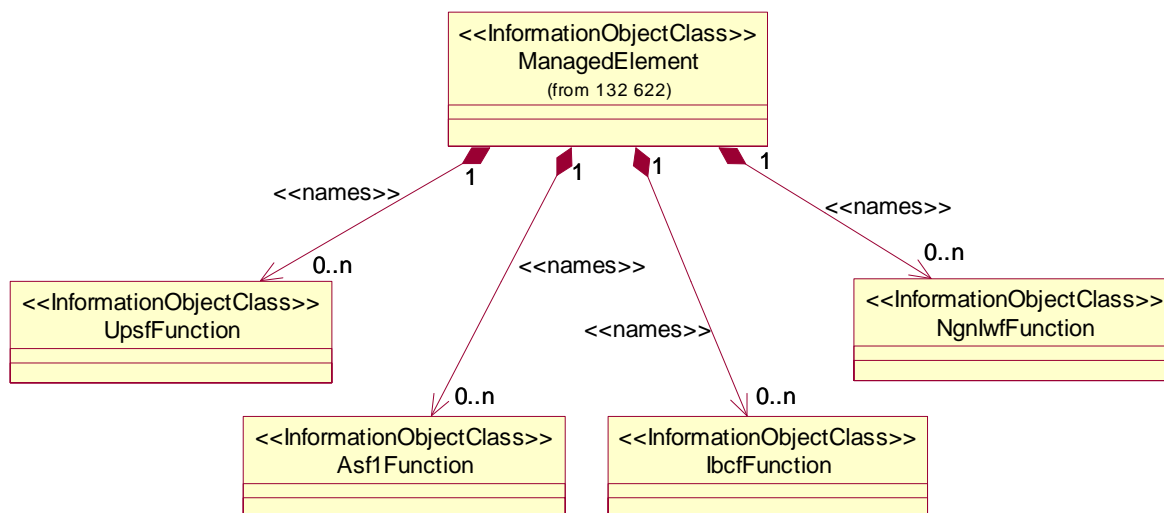 <<InformationObjectClass>>
ManagedElement
(from 132 622)
1
1
1
1
<<names>>
<<names>>
<<names>>
<<names>>
0..n
0..n
<<InformationObjectClass>>
UpsfFunction
<<InformationObjectClass>>
NgnIwfFunction
0..n
0..n
<<InformationObjectClass>>
Asf1Function
<<InformationObjectClass>>
IbcfFunction